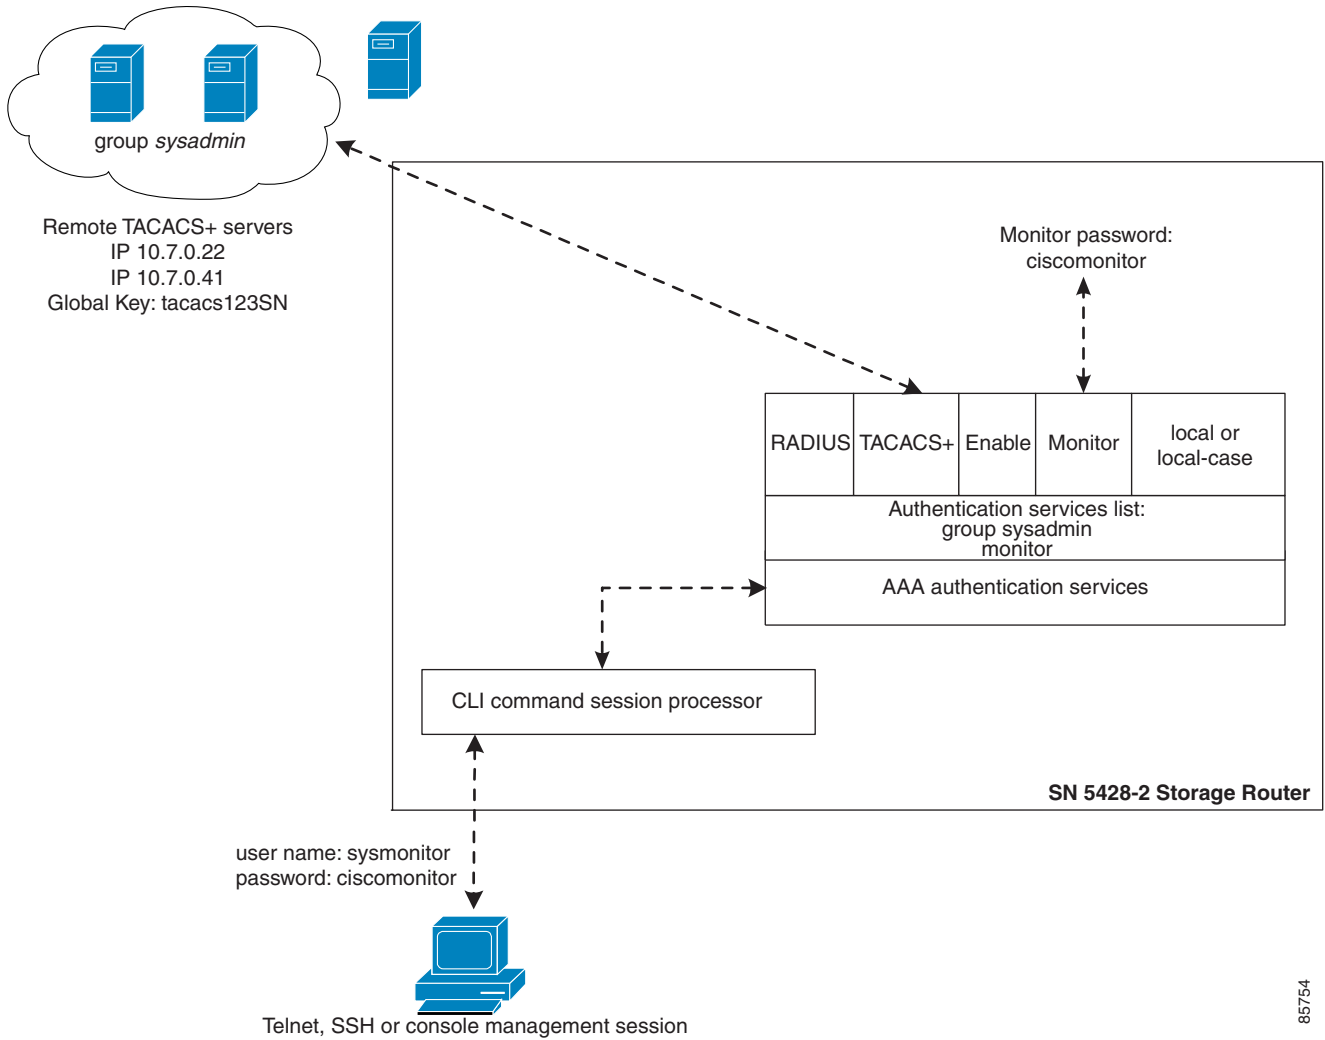 group sysadmin
Remote TACACS+ servers
IP 10.7.0.22
IP 10.7.0.41
Global Key: tacacs123SN
Monitor password:
ciscomonitor
RADIUS
TACACS+
Enable
Monitor
local or
local-case
Authentication services list:
group sysadmin
monitor
AAA authentication services
CLI command session processor
SN 5428-2 Storage Router
user name: sysmonitor
password: ciscomonitor
Telnet, SSH or console management session
85754